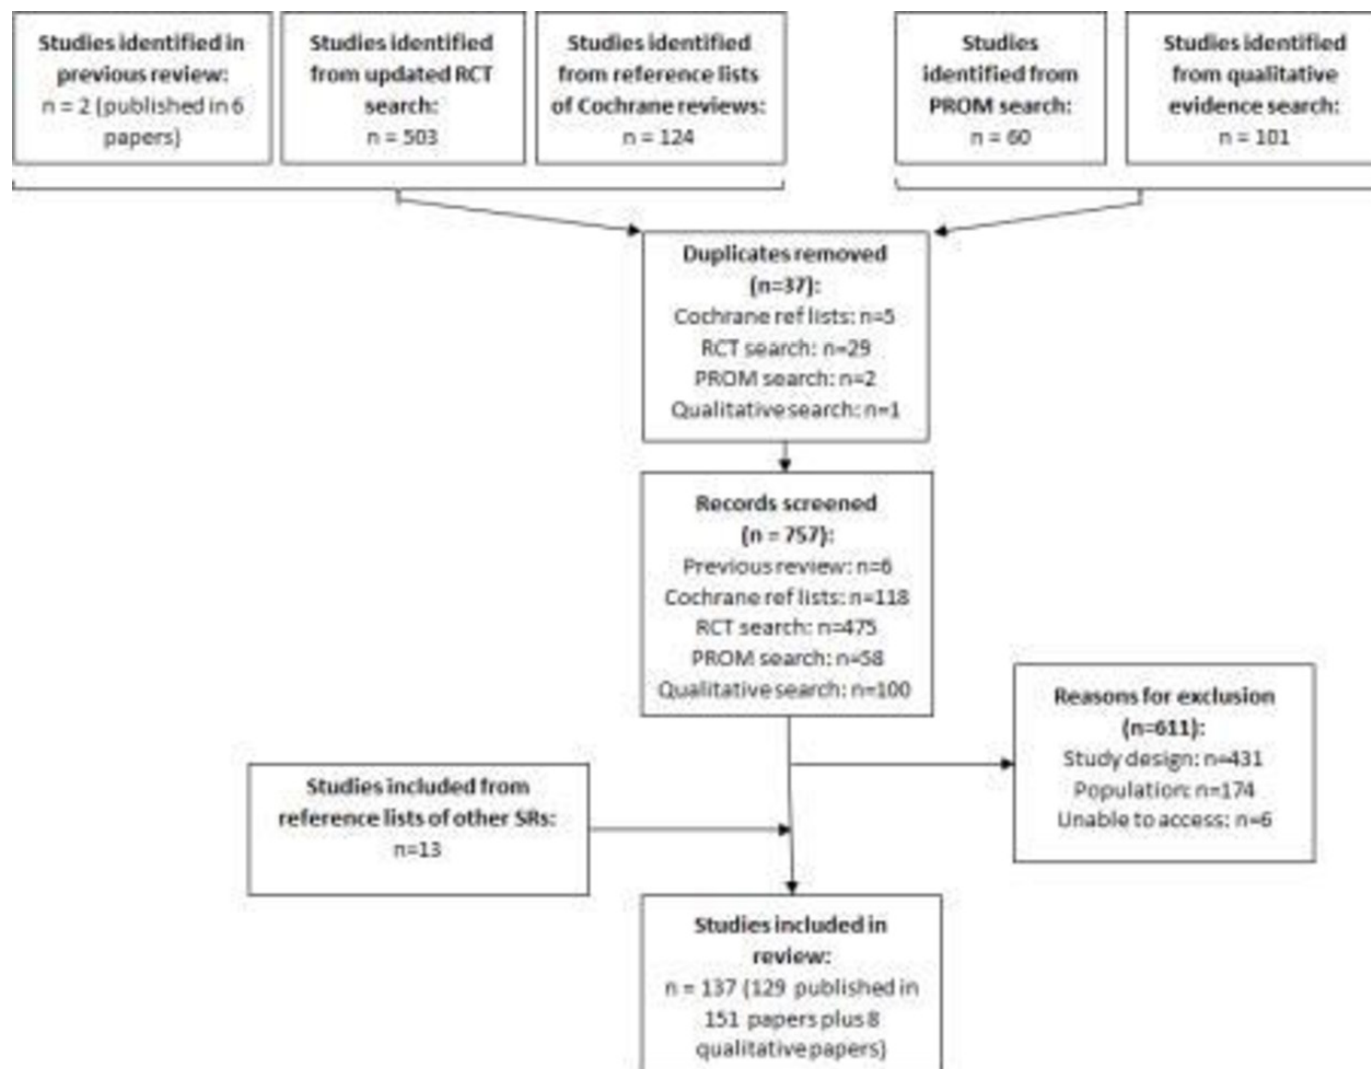 Studies identified in
previous review:
n = 2 (published in 6
papers)
Studies identified
from updated RCT
search:
n = 503
Studies identified
from reference lists
of Cochrane reviews:
n = 124
Studies
identified from
PROM search:
n = 60
Studies identified
from qualitative
evidence search:
n = 101
Duplicates removed
(n=37):
Cochrane ref lists: n=5
RCT search: n=29
PROM search: n=2
Qualitative search: n=1
Records screened
(n = 757):
Previous review: n=6
Cochrane ref lists: n=118
RCT search: n=475
PROM search: n=58
Qualitative search: n=100
Reasons for exclusion
(n=611):
Study design: n=431
Population: n=174
Unable to access: n=6
Studies included from
reference lists of other SRs:
n=13
Studies included in
review:
n = 137 (129 published in
151 papers plus 8
qualitative papers)